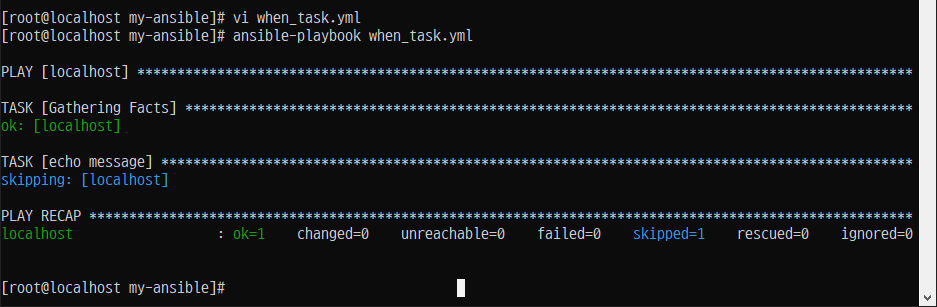 [root@localhost my-ansible]# vi when_task.yml
[root@localhost my-ansible]# ansible-playbook when_task.yml
PLAY [localhost] *************************************************************************************************
TASK [Gathering Facts] *******************************************************************************************
ok: [localhost]
TASK [echo message] **********************************************************************************************
skipping: [localhost]
PLAY RECAP *******************************************************************************************************
localhost                  : ok=1    changed=0    unreachable=0    failed=0    skipped=1    rescued=0    ignored=0
[root@localhost my-ansible]#